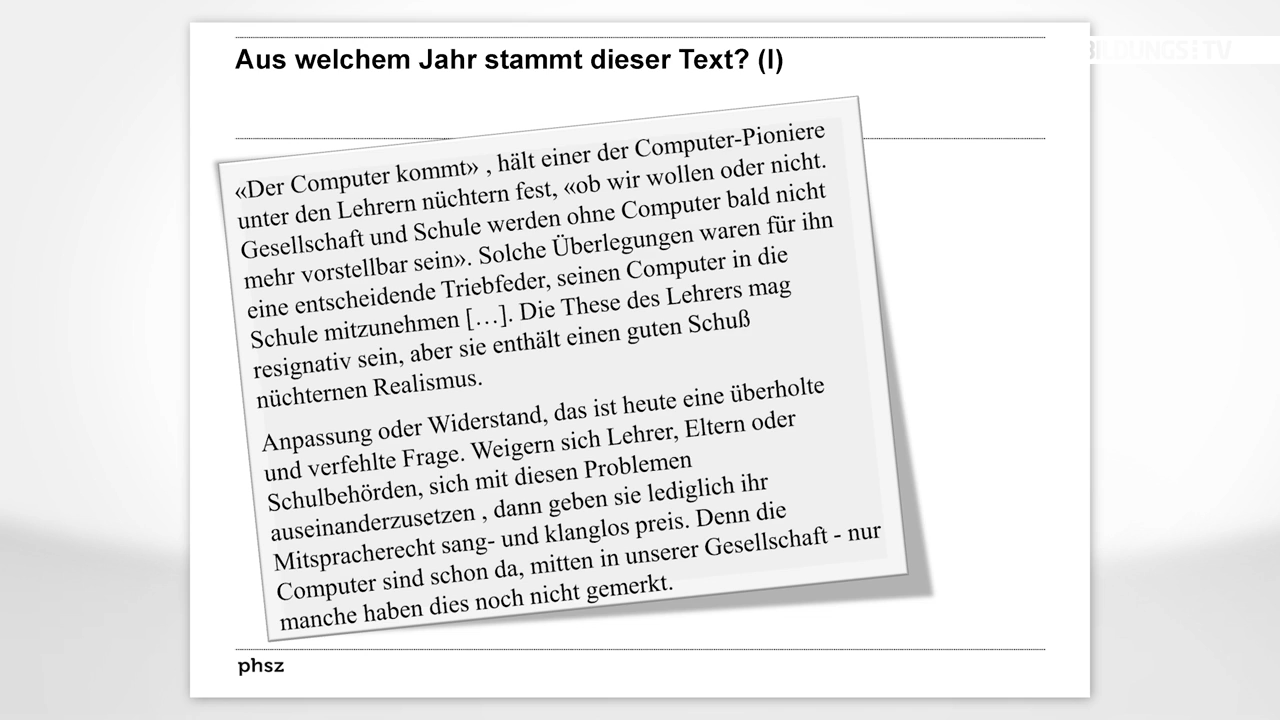 BILDUNGS TV
Aus welchem Jahr stammt dieser Text? (I)
«Der Computer kommt» , hält einer der Computer-Pioniere
unter den Lehrern nüchtern fest, «ob wir wollen oder nicht.
Gesellschaft und Schule werden ohne Computer bald nicht
mehr vorstellbar sein». Solche Überlegungen waren für ihn
eine entscheidende Triebfeder, seinen Computer in die
Schule mitzunehmen […]. Die These des Lehrers mag
resignativ sein, aber sie enthält einen guten Schuß
nüchternen Realismus.
Anpassung oder Widerstand, das ist heute eine überholte
und verfehlte Frage. Weigern sich Lehrer, Eltern oder
Schulbehörden, sich mit diesen Problemen
auseinanderzusetzen , dann geben sie lediglich ihr
Mitspracherecht sang- und klanglos preis. Denn die
Computer sind schon da, mitten in unserer Gesellschaft - nur
manche haben dies noch nicht gemerkt.
phsz